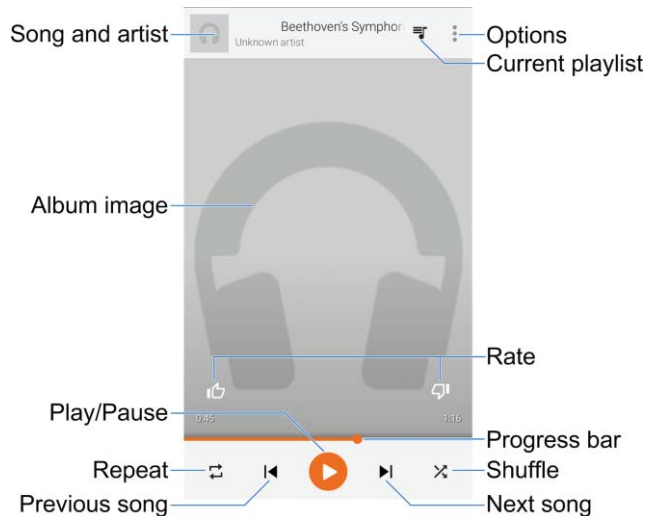 Song and artist
Beethoven's Symphon
Unknown artist
Options
Current playlist
Album image
Rate
0:45
1:16
Play/Pause
Progress bar
Repeat
Shuffle
Previous song
Next song